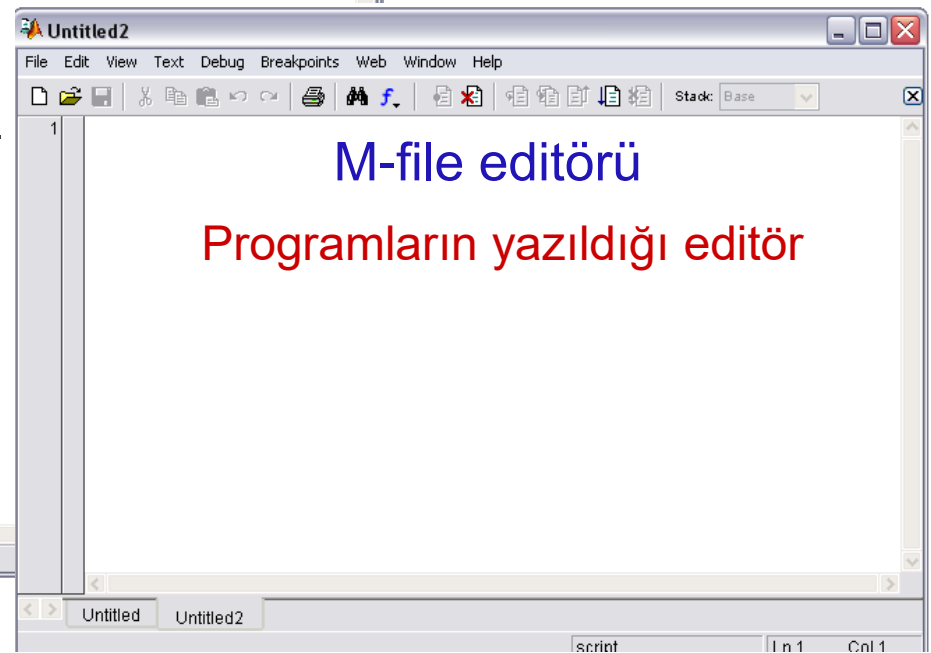 Untitled2
File Edit View Text Debug Breakpoints Web Window Help
Stack: Base
1
M-file editörü
Programların yazıldığı editör
Untitled Untitled2
script Ln 1 Col 1